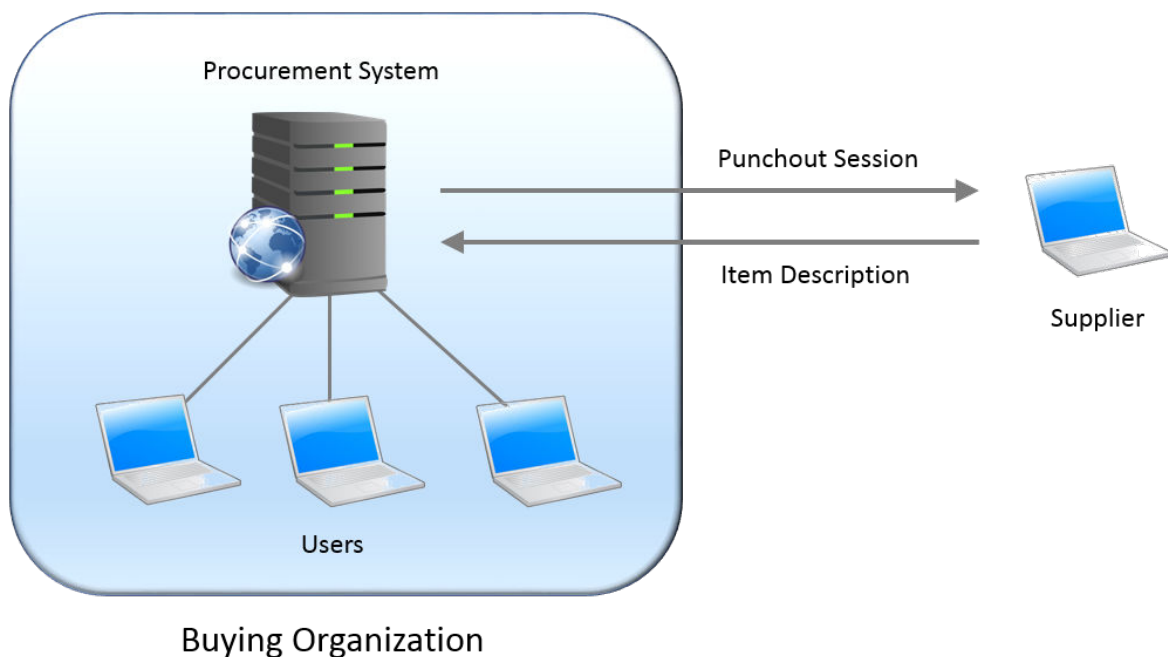 Procurement System
Punchout Session
Item Description
Supplier
Users
Buying Organization